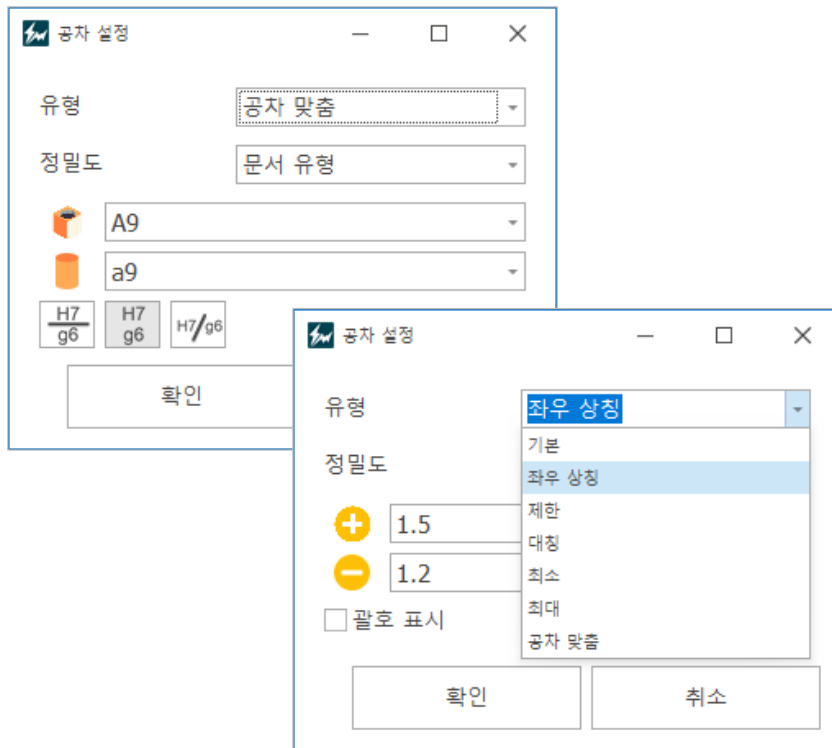 공차 설정
유형
공차 맞춤
정밀도
문서 유형
A9
a9
H7
g6
H7
g6
H7/g6
확인
공차 설정
유형
좌우 상칭
기본
정밀도
좌우 상칭
제한
1.5
대칭
1.2
최소
괄호 표시
최대
공차 맞춤
확인
취소